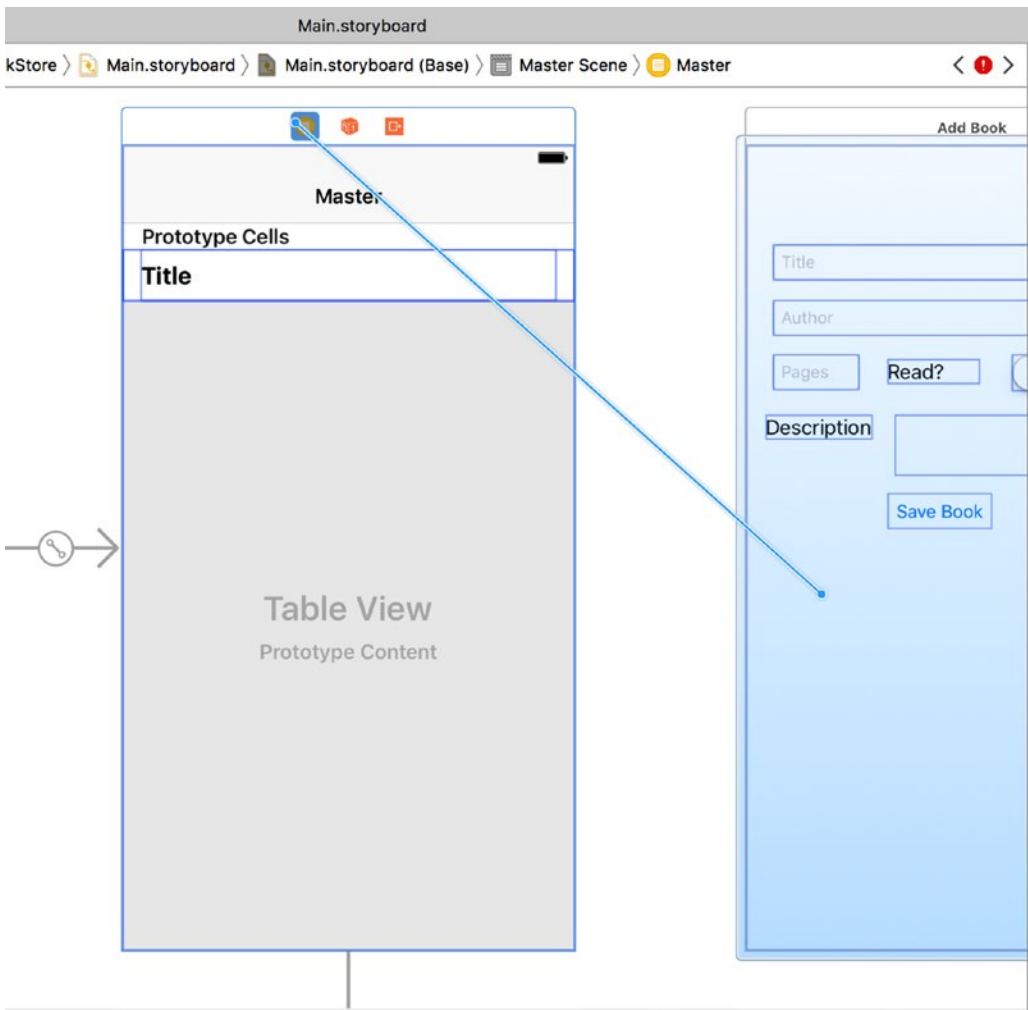 Main.storyboard
kStore 〉 Main.storyboard 〉 Main.storyboard (Base) 〉 Master Scene 〉 Master
Add Book
Master
Prototype Cells
Title
Title
Author
Pages Read?
Description
Save Book
Table View
Prototype Content